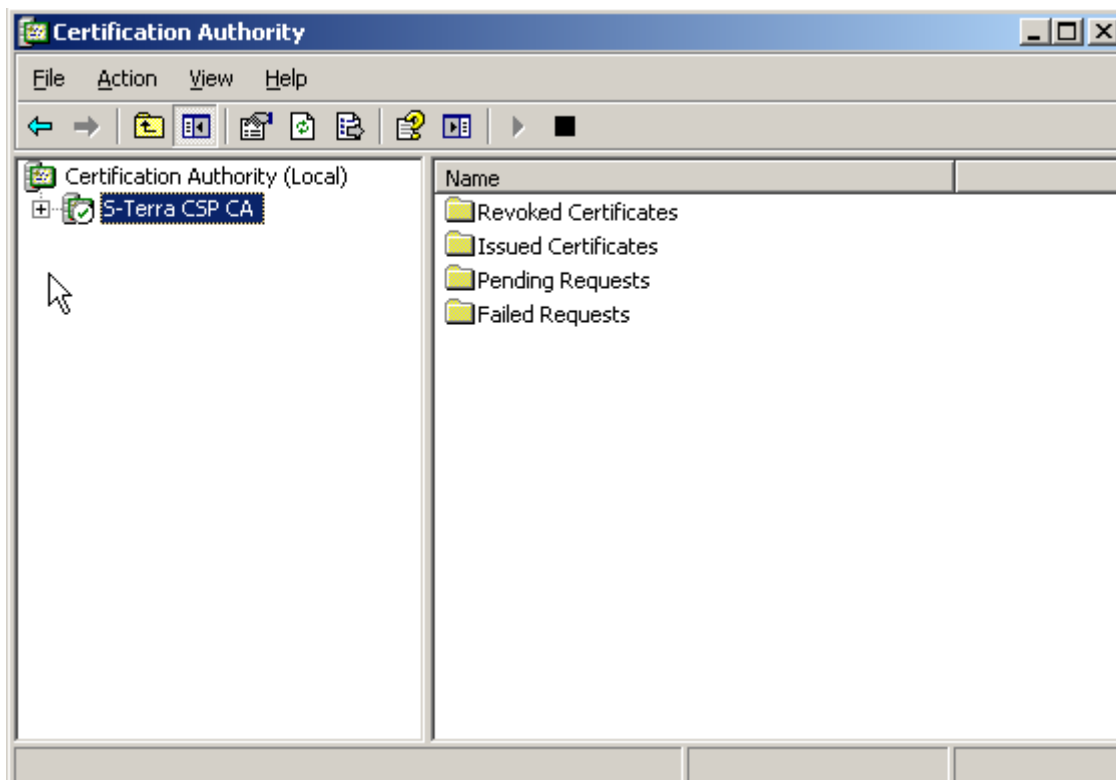 Certification Authority
File Action View Help
Certification Authority (Local)
S-Terra CSP CA
Name
Revoked Certificates
Issued Certificates
Pending Requests
Failed Requests